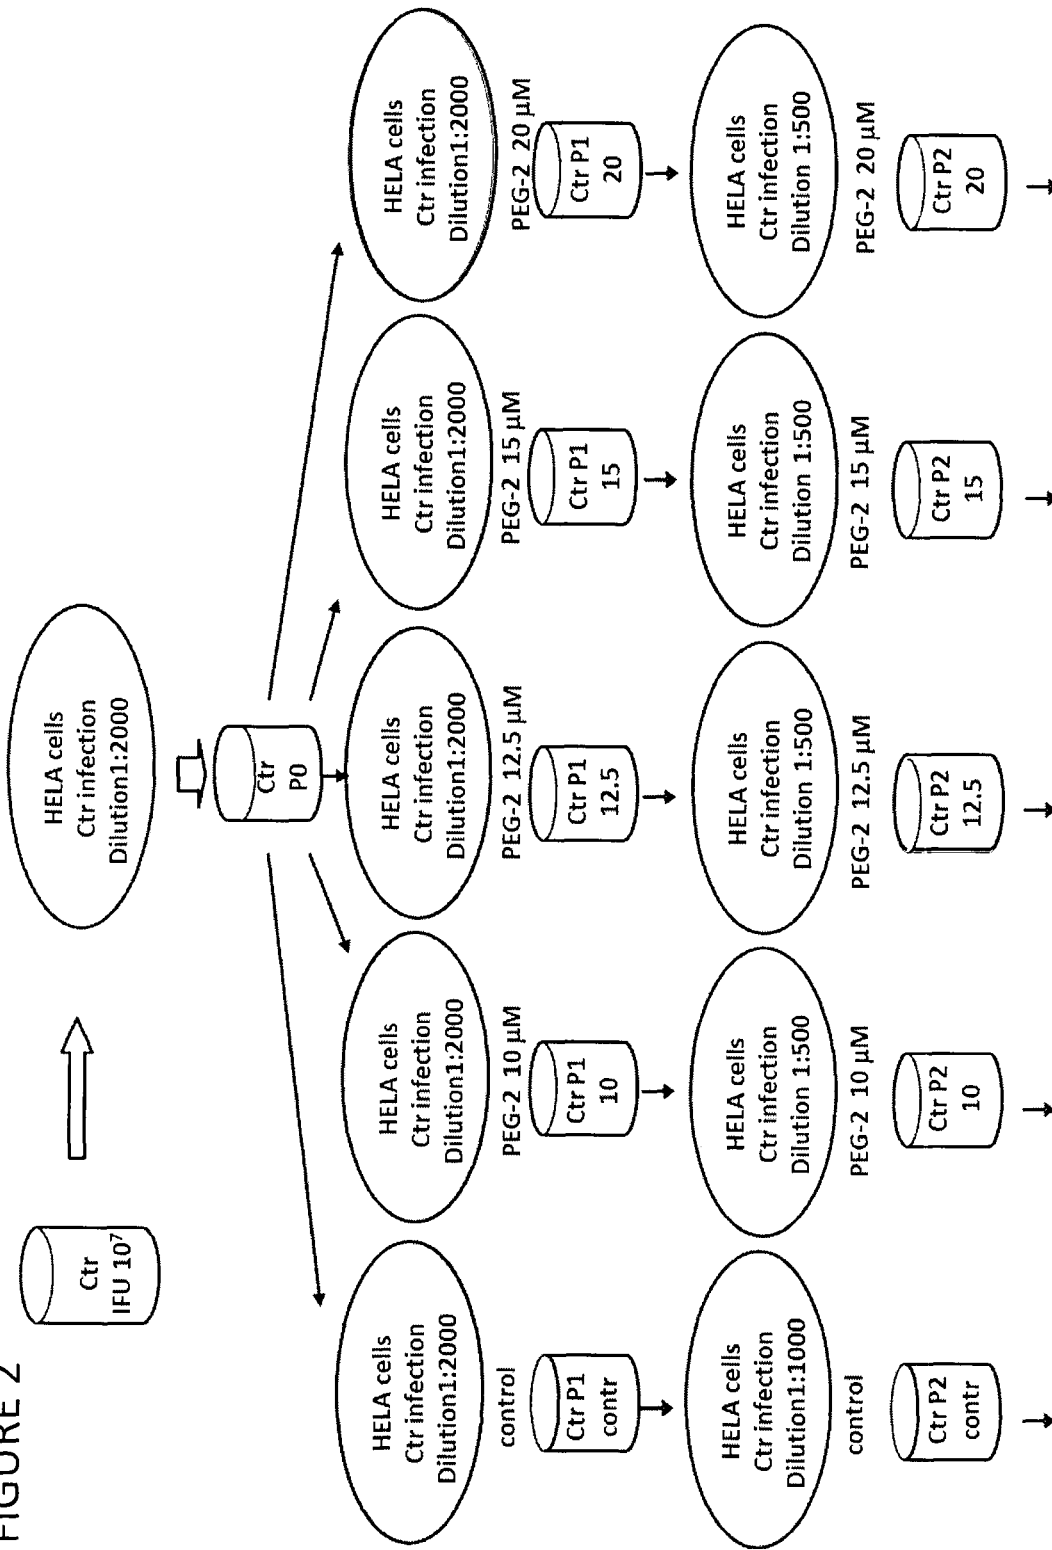 FIGURE 2
Ctr
IFU 10⁷
HELA cells
Ctr infection
Dilution1:2000
Ctr
P0
HELA cells
Ctr infection
Dilution1:2000
control
HELA cells
Ctr infection
Dilution1:2000
PEG-2 10 µM
HELA cells
Ctr infection
Dilution1:2000
PEG-2 12.5 µM
HELA cells
Ctr infection
Dilution1:2000
PEG-2 15 µM
HELA cells
Ctr infection
Dilution1:2000
PEG-2 20 µM
Ctr P1
contr
Ctr P1
10
Ctr P1
12.5
Ctr P1
15
Ctr P1
20
HELA cells
Ctr infection
Dilution1:1000
control
HELA cells
Ctr infection
Dilution 1:500
PEG-2 10 µM
HELA cells
Ctr infection
Dilution 1:500
PEG-2 12.5 µM
HELA cells
Ctr infection
Dilution 1:500
PEG-2 15 µM
HELA cells
Ctr infection
Dilution 1:500
PEG-2 20 µM
Ctr P2
contr
Ctr P2
10
Ctr P2
12.5
Ctr P2
15
Ctr P2
20